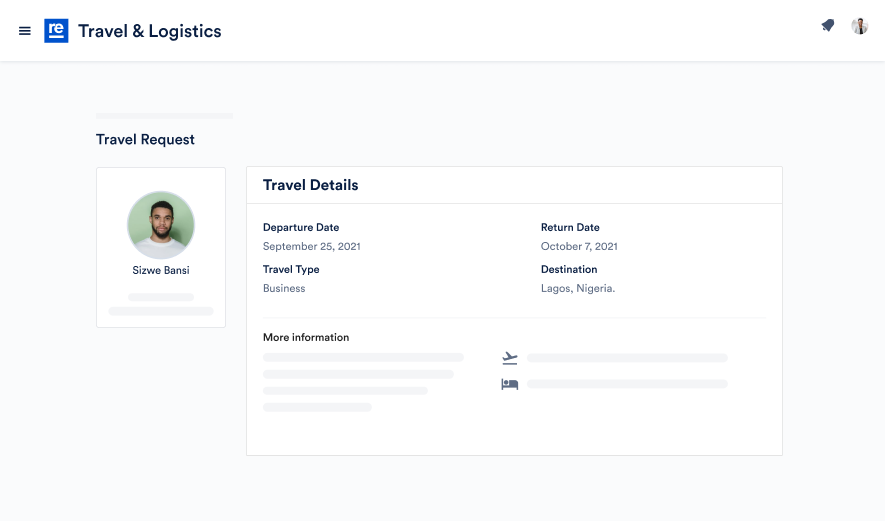 re
Travel & Logistics
Travel Request
Sizwe Bansi
Travel Details
Departure Date
Return Date
September 25, 2021
October 7, 2021
Travel Type
Destination
Business
Lagos, Nigeria.
More information